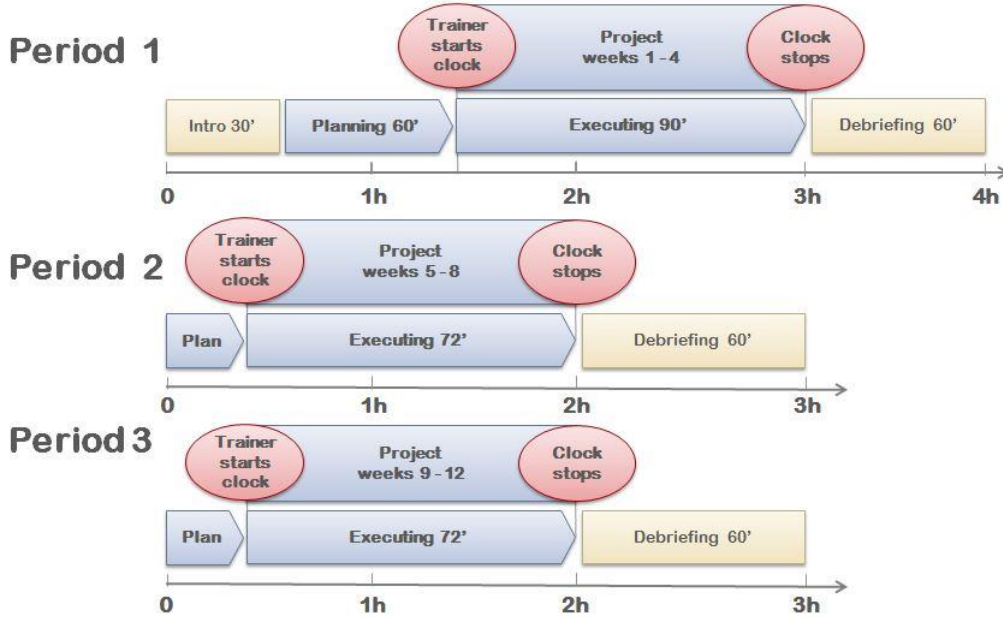 Period 1
Trainer
starts
clock
Project
weeks 1 - 4
Clock
stops
Intro 30’
Planning 60’
Executing 90’
Debriefing 60’
0
1h
2h
3h
4h
Period 2
Trainer
starts
clock
Project
weeks 5 - 8
Clock
stops
Plan
Executing 72’
Debriefing 60’
0
1h
2h
3h
Period 3
Trainer
starts
clock
Project
weeks 9 - 12
Clock
stops
Plan
Executing 72’
Debriefing 60’
0
1h
2h
3h